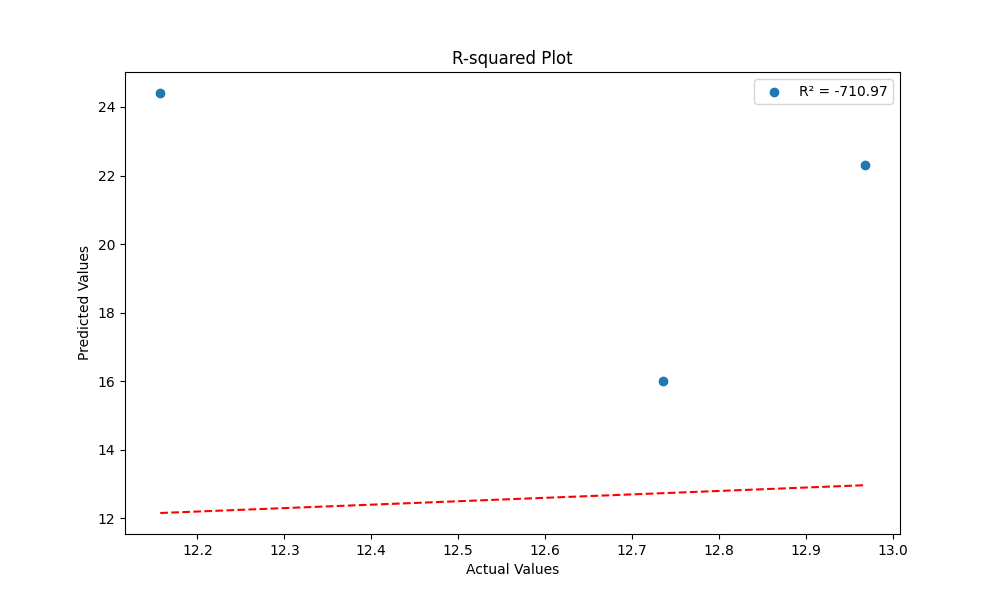 R-squared Plot
R² = -710.97
24
22
20
18
16
14
12
Predicted Values
12.2 12.3 12.4 12.5 12.6 12.7 12.8 12.9 13.0
Actual Values